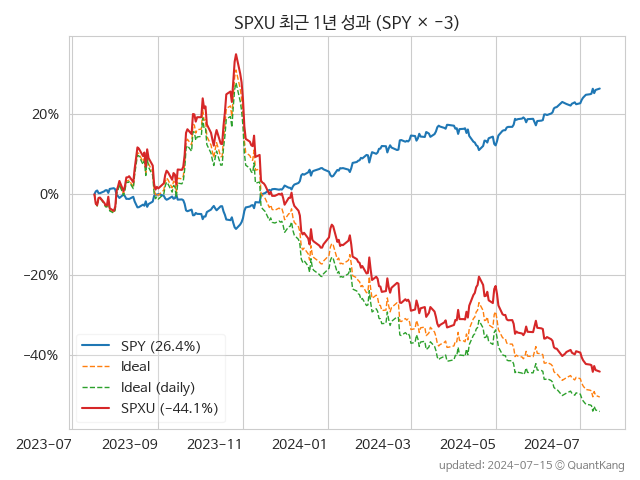 SPXU 최근 1년 성과 (SPY × −3)
20%
0%
−20%
−40%
SPY (26.4%)
Ideal
Ideal (daily)
SPXU (−44.1%)
2023-07 2023-09 2023-11 2024-01 2024-03 2024-05 2024-07
updated: 2024-07-15 © QuantKang